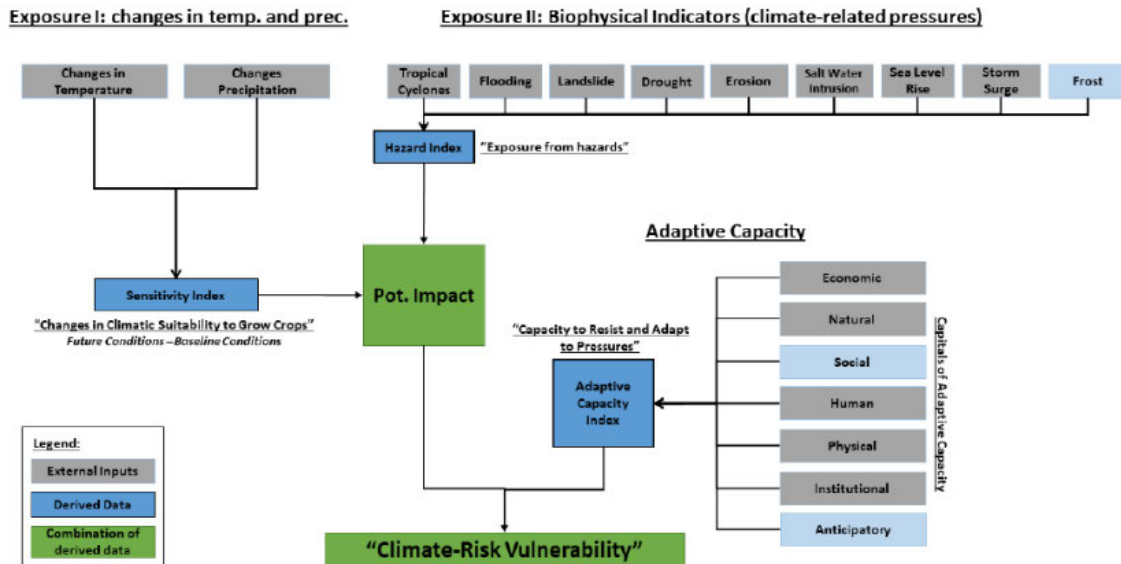 Exposure I: changes in temp. and prec.
Exposure II: Biophysical Indicators (climate-related pressures)
Changes in
Temperature
Changes
Precipitation
Tropical
Cyclones
Flooding
Landslide
Drought
Erosion
Salt Water
Intrusion
Sea Level
Rise
Storm
Surge
Frost
Hazard Index
"Exposure from hazards"
Adaptive Capacity
Sensitivity Index
"Changes in Climatic Suitability to Grow Crops"
Future Conditions –Baseline Conditions
Pot. Impact
"Capacity to Resist and Adapt
to Pressures"
Adaptive
Capacity
Index
Economic
Natural
Social
Human
Physical
Institutional
Anticipatory
Capitals of Adaptive Capacity
Legend:
External Inputs
Derived Data
Combination of
derived data
"Climate-Risk Vulnerability"